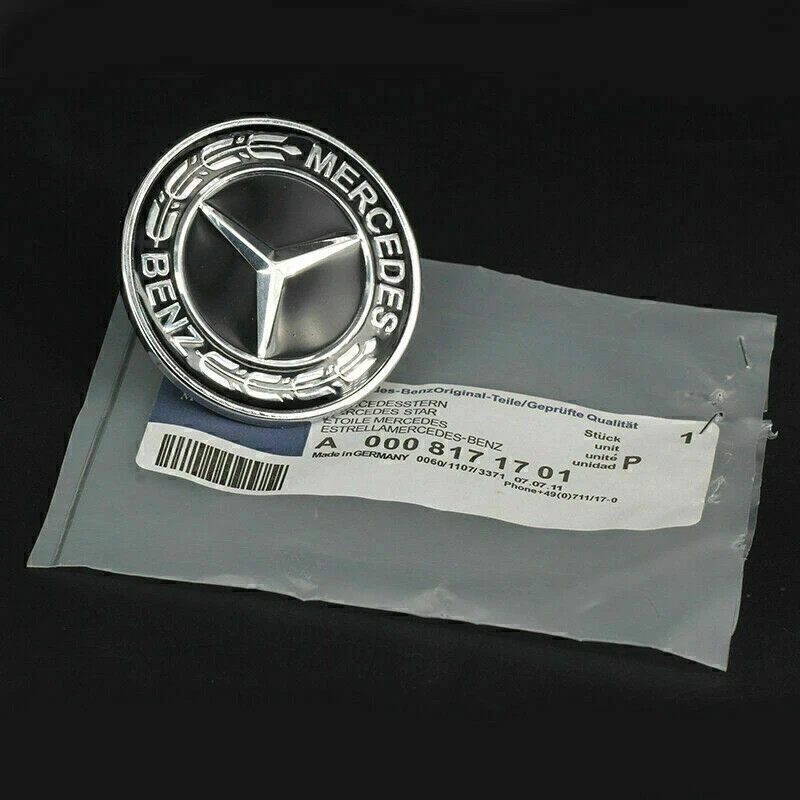 MERCEDES
BENZ
des-BenzOriginal-Teile/Geprüfte Qualität
MERCEDES STAR
ETOILE MERCEDES
ESTRELLAMERCEDES-BENZ
Stück
unit
unité
unidad
1
P
A 000 817 17 01
Made in GERMANY 0060/1107/3371 07.07.11
Phone+49(0)711/17-0